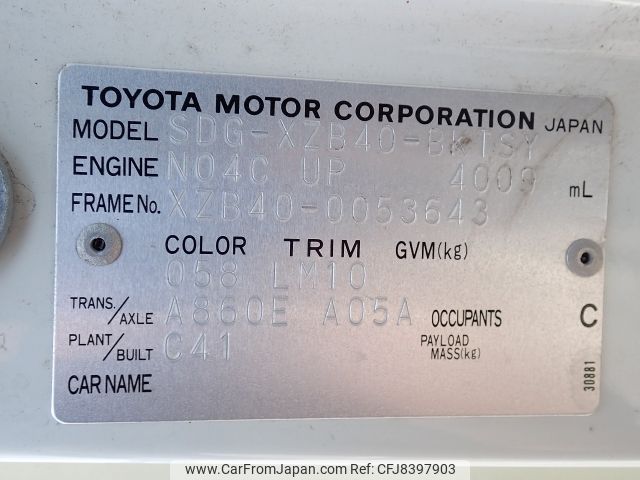 TOYOTA MOTOR CORPORATION JAPAN
MODEL SDG-XZB40-BKTSY
ENGINE N04C UP 4009 mL
FRAME No. XZB40-0053643
COLOR TRIM GVM(kg)
058 LM10
TRANS./AXLE A860E A05A OCCUPANTS C
PLANT/BUILT C41 PAYLOAD MASS(kg)
CAR NAME
30881
www.CarFromJapan.com Stock ID: CFJ8397903